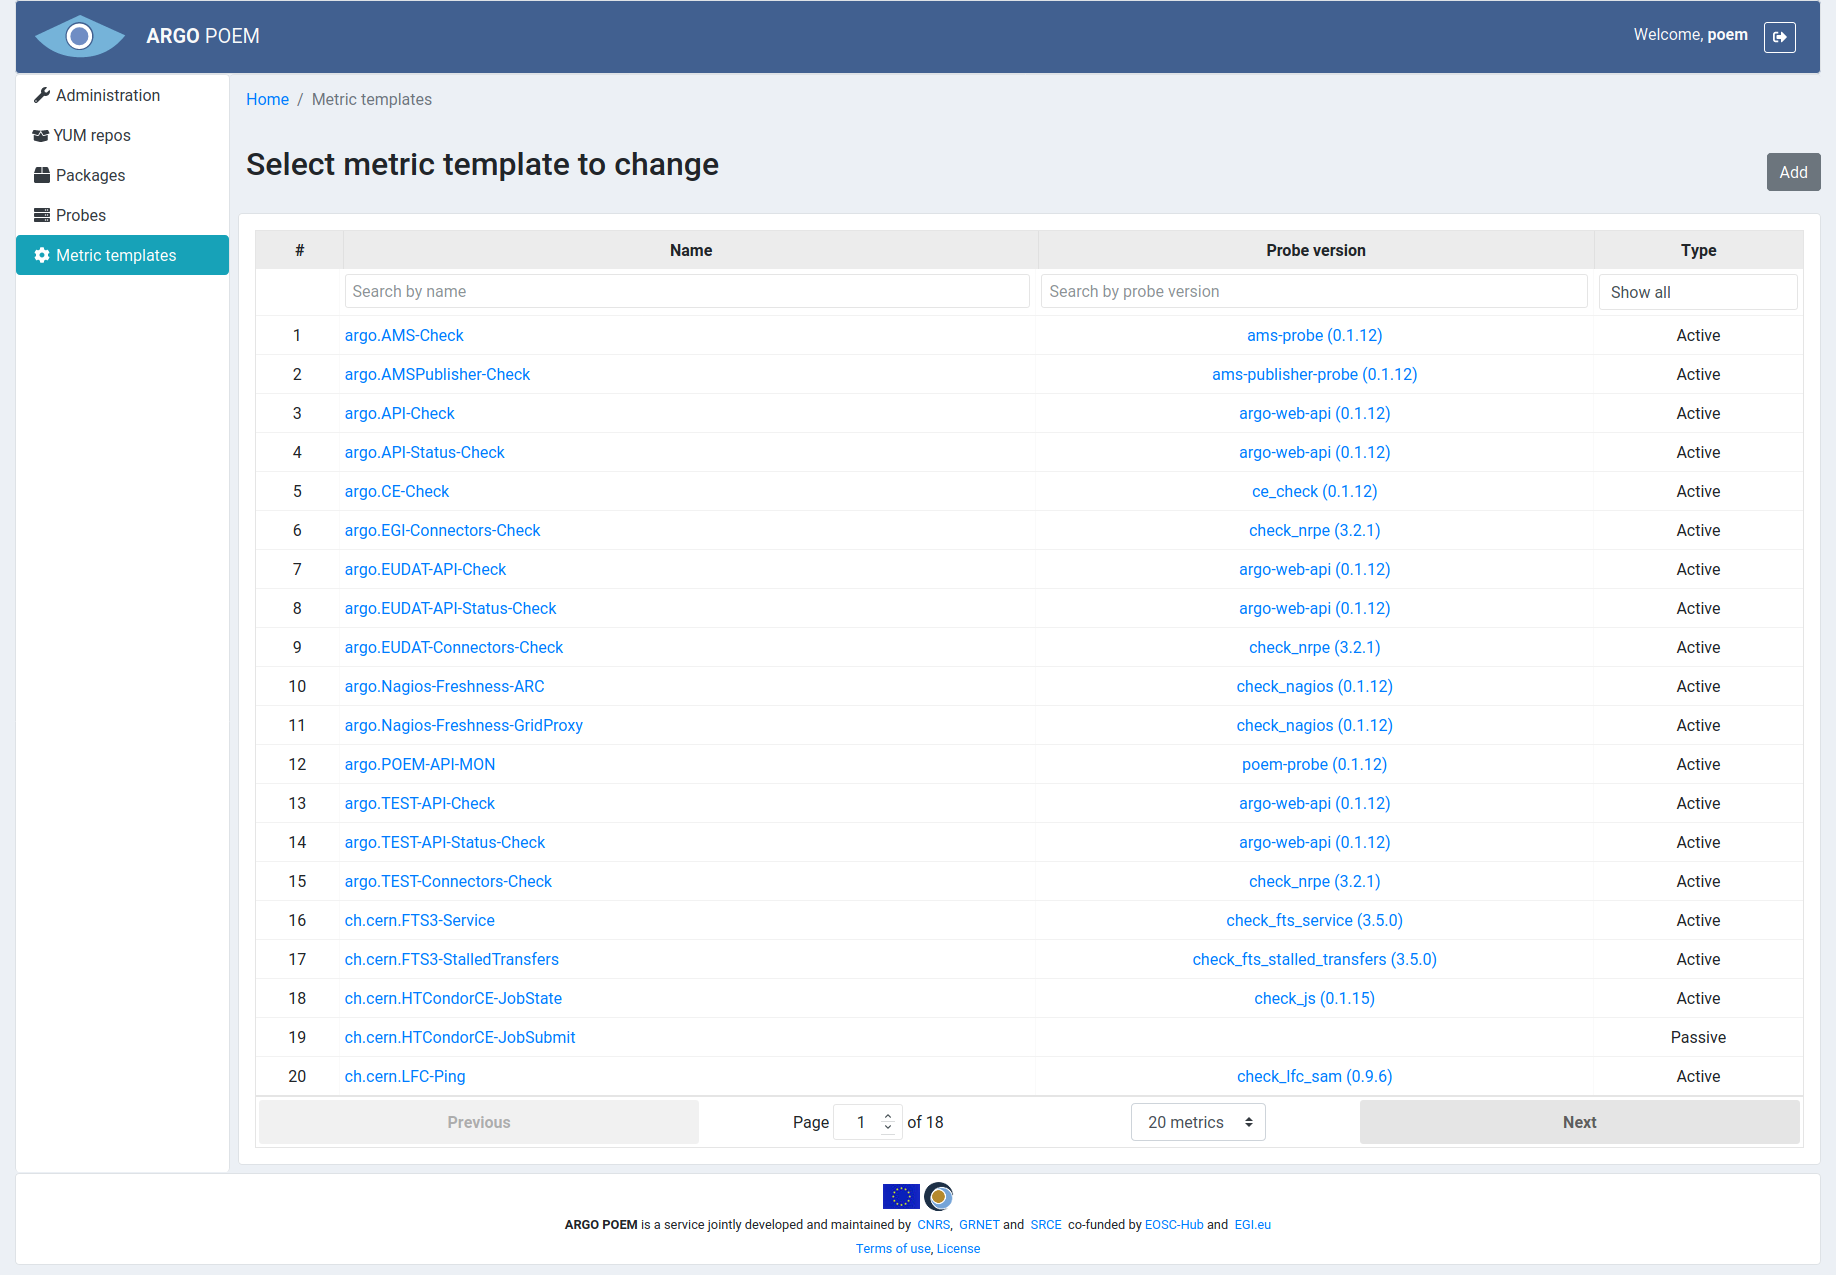 ARGO POEM
Welcome, poem
Administration
YUM repos
Packages
Probes
Metric templates
Home / Metric templates
Select metric template to change
Add
# Name Probe version Type
Search by name Search by probe version Show all
1 argo.AMS-Check ams-probe (0.1.12) Active
2 argo.AMSPublisher-Check ams-publisher-probe (0.1.12) Active
3 argo.API-Check argo-web-api (0.1.12) Active
4 argo.API-Status-Check argo-web-api (0.1.12) Active
5 argo.CE-Check ce_check (0.1.12) Active
6 argo.EGI-Connectors-Check check_nrpe (3.2.1) Active
7 argo.EUDAT-API-Check argo-web-api (0.1.12) Active
8 argo.EUDAT-API-Status-Check argo-web-api (0.1.12) Active
9 argo.EUDAT-Connectors-Check check_nrpe (3.2.1) Active
10 argo.Nagios-Freshness-ARC check_nagios (0.1.12) Active
11 argo.Nagios-Freshness-GridProxy check_nagios (0.1.12) Active
12 argo.POEM-API-MON poem-probe (0.1.12) Active
13 argo.TEST-API-Check argo-web-api (0.1.12) Active
14 argo.TEST-API-Status-Check argo-web-api (0.1.12) Active
15 argo.TEST-Connectors-Check check_nrpe (3.2.1) Active
16 ch.cern.FTS3-Service check_fts_service (3.5.0) Active
17 ch.cern.FTS3-StalledTransfers check_fts_stalled_transfers (3.5.0) Active
18 ch.cern.HTCondorCE-JobState check_js (0.1.15) Active
19 ch.cern.HTCondorCE-JobSubmit Passive
20 ch.cern.LFC-Ping check_lfc_sam (0.9.6) Active
Previous Page 1 of 18 20 metrics Next
ARGO POEM is a service jointly developed and maintained by CNRS, GRNET and SRCE co-funded by EOSC-Hub and EGI.eu
Terms of use, License